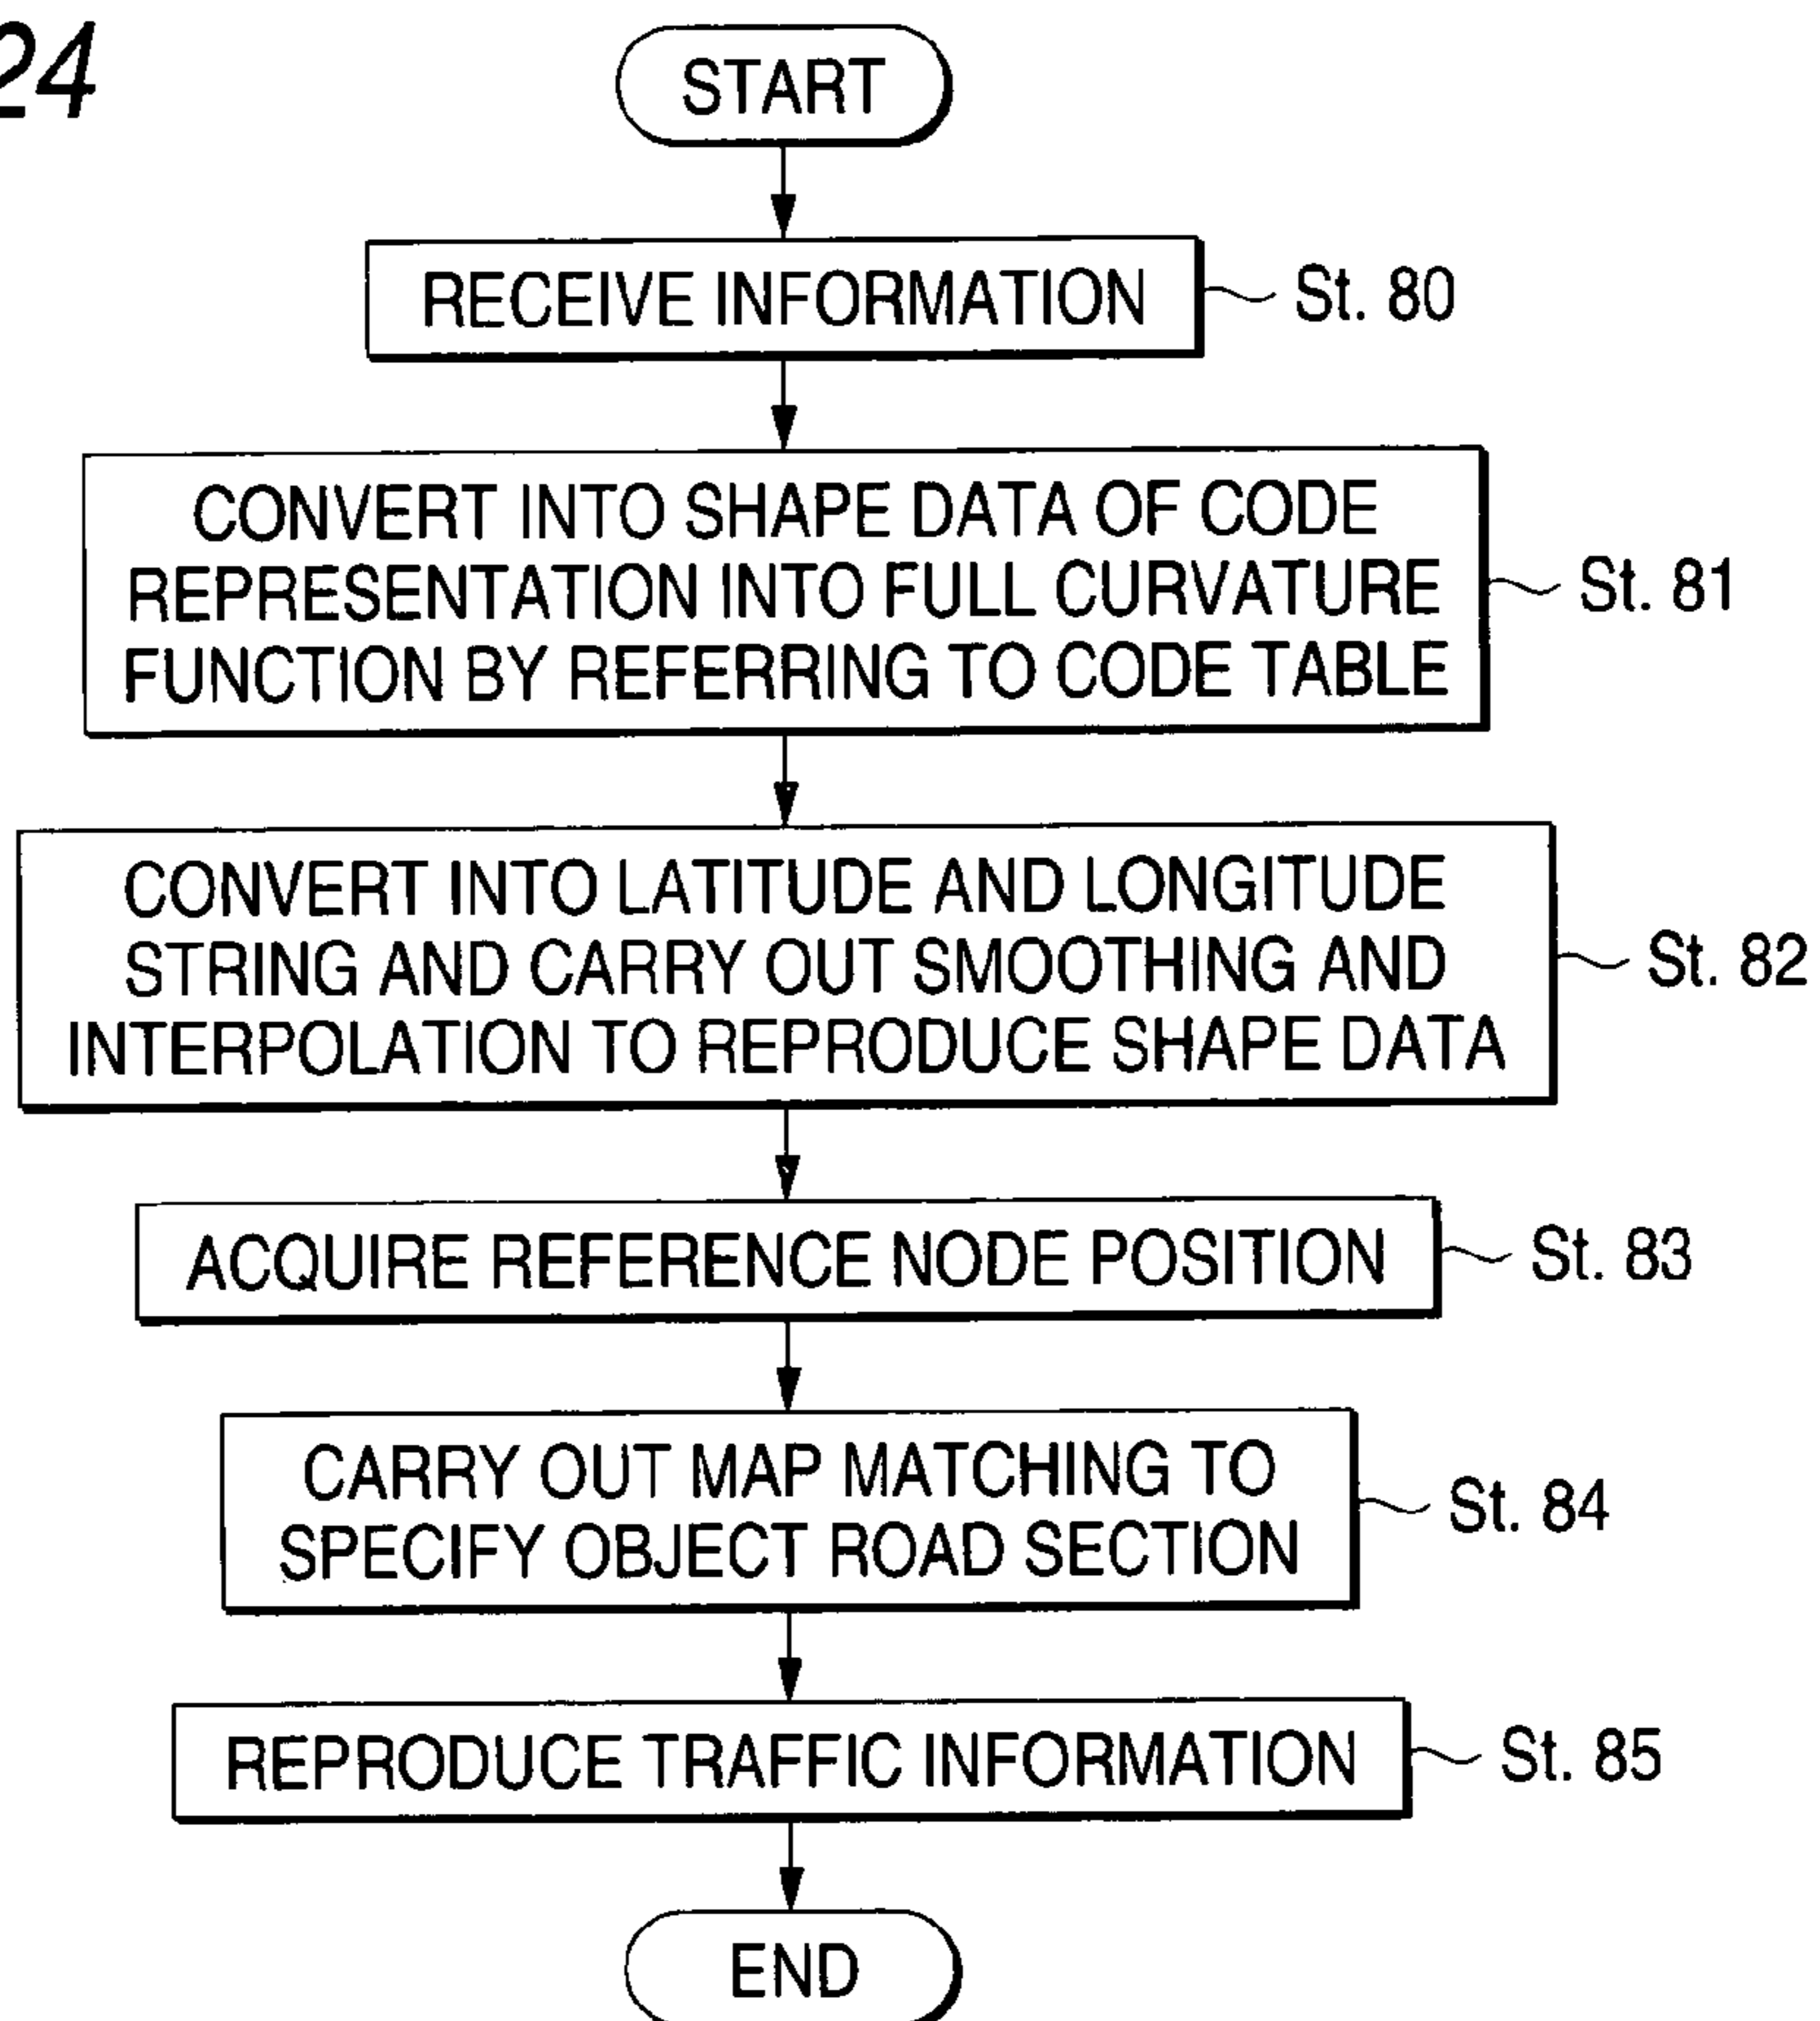 24
START
RECEIVE INFORMATION
St. 80
CONVERT INTO SHAPE DATA OF CODE
REPRESENTATION INTO FULL CURVATURE
FUNCTION BY REFERRING TO CODE TABLE
St. 81
CONVERT INTO LATITUDE AND LONGITUDE
STRING AND CARRY OUT SMOOTHING AND
INTERPOLATION TO REPRODUCE SHAPE DATA
St. 82
ACQUIRE REFERENCE NODE POSITION
St. 83
CARRY OUT MAP MATCHING TO
SPECIFY OBJECT ROAD SECTION
St. 84
REPRODUCE TRAFFIC INFORMATION
St. 85
END